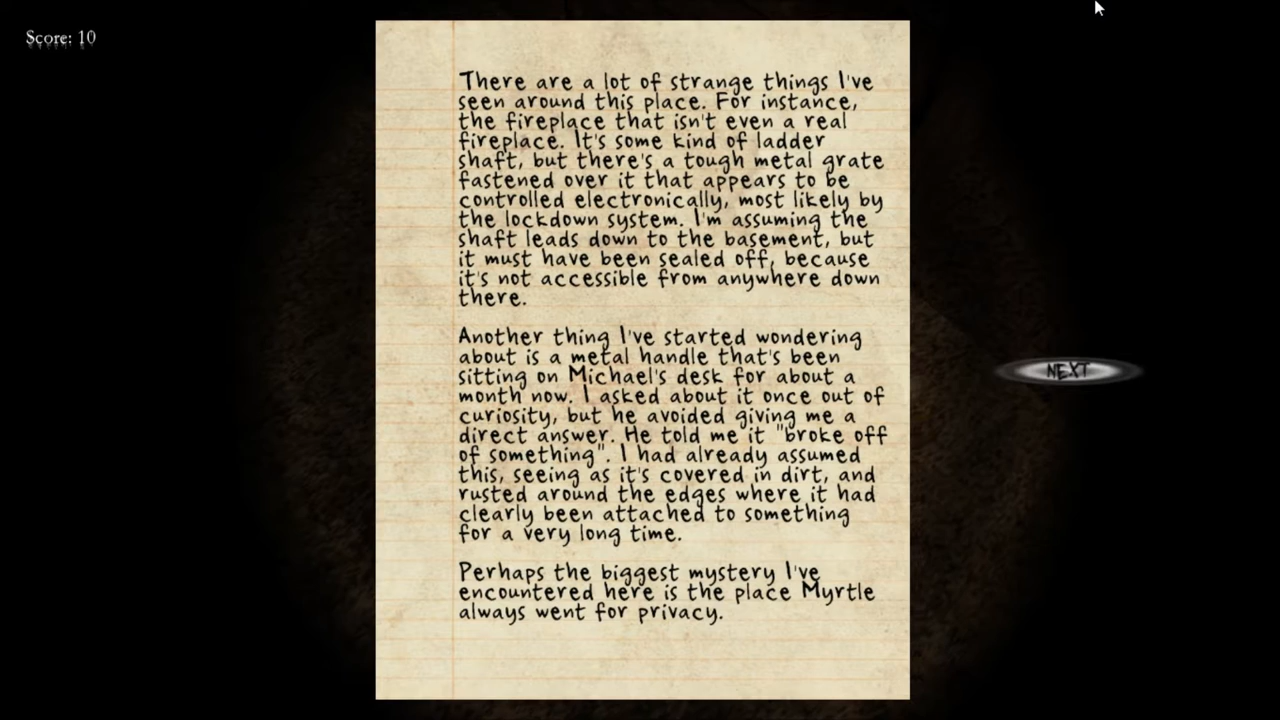 Score: 10
There are a lot of strange things I've
seen around this place. For instance,
the fireplace that isn't even a real
fireplace. It's some kind of ladder
shaft, but there's a tough metal grate
fastened over it that appears to be
controlled electronically, most likely by
the lockdown system. I'm assuming the
shaft leads down to the basement, but
it must have been sealed off, because
it's not accessible from anywhere down
there.
Another thing I've started wondering
about is a metal handle that's been
sitting on Michael's desk for about a
month now. I asked about it once out of
curiosity, but he avoided giving me a
direct answer. He told me it "broke off
of something". I had already assumed
this, seeing as it's covered in dirt, and
rusted around the edges where it had
clearly been attached to something
for a very long time.
Perhaps the biggest mystery I've
encountered here is the place Myrtle
always went for privacy.
NEXT